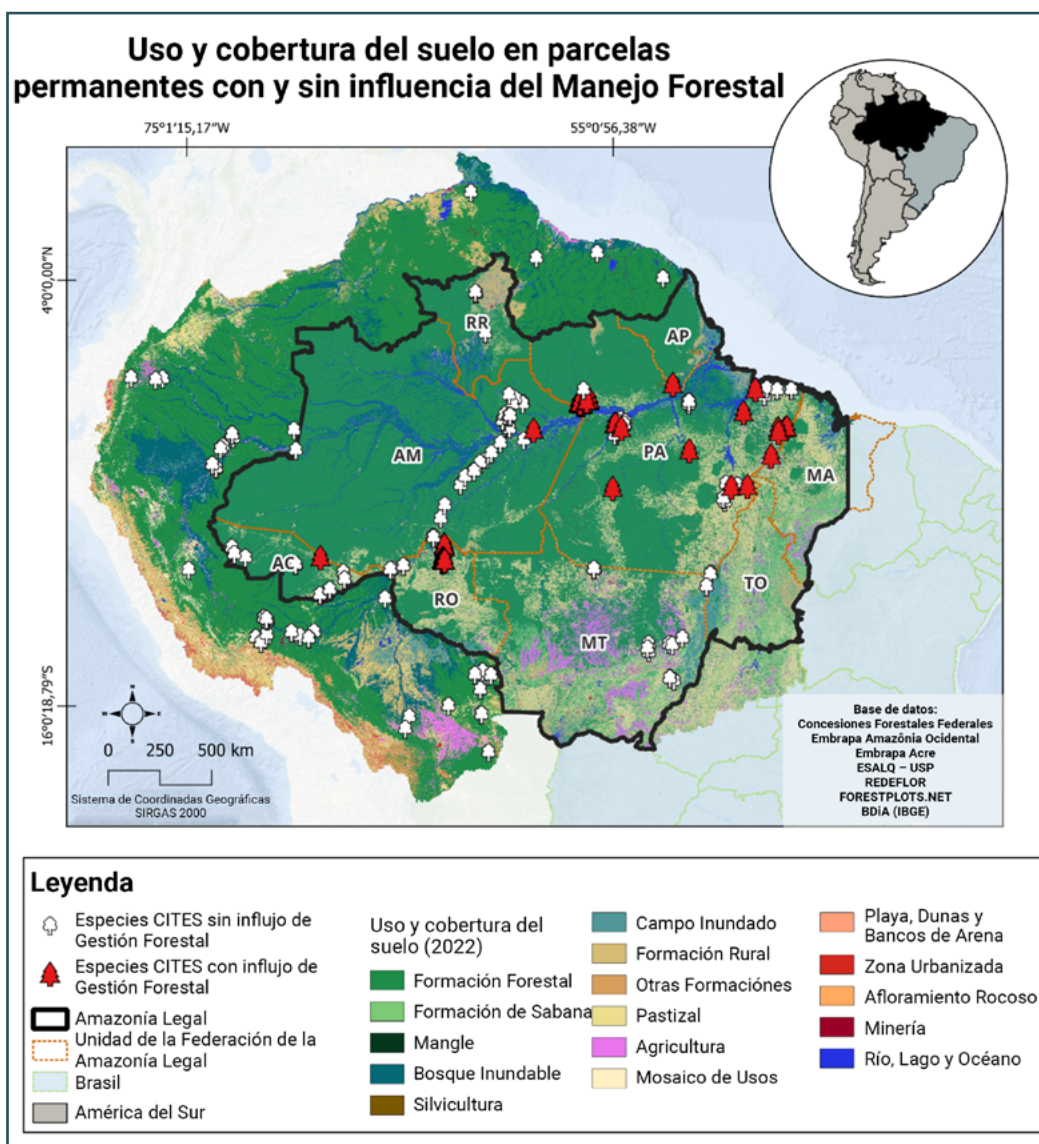 Uso y cobertura del suelo en parcelas
permanentes con y sin influencia del Manejo Forestal
75°1'15,17"W
55°0'56,38"W
4°0'0,00"N
16°0'18,79"S
RR
AP
AM
PA
MA
AC
RO
TO
MT
0 250 500 km
Sistema de Coordinadas Geográficas
SIRGAS 2000
Base de datos:
Concesiones Forestales Federales
Embrapa Amazônia Ocidental
Embrapa Acre
ESALQ – USP
REDEFLOR
FORESTPLOTS.NET
BDiA (IBGE)
Leyenda
Especies CITES sin influjo de
Gestión Forestal
Especies CITES con influjo de
Gestión Forestal
Amazonía Legal
Unidad de la Federación de la
Amazonía Legal
Brasil
América del Sur
Uso y cobertura del
suelo (2022)
Formación Forestal
Formación de Sabana
Mangle
Bosque Inundable
Silvicultura
Campo Inundado
Formación Rural
Otras Formaciónes
Pastizal
Agricultura
Mosaico de Usos
Playa, Dunas y
Bancos de Arena
Zona Urbanizada
Afloramiento Rocoso
Minería
Río, Lago y Océano